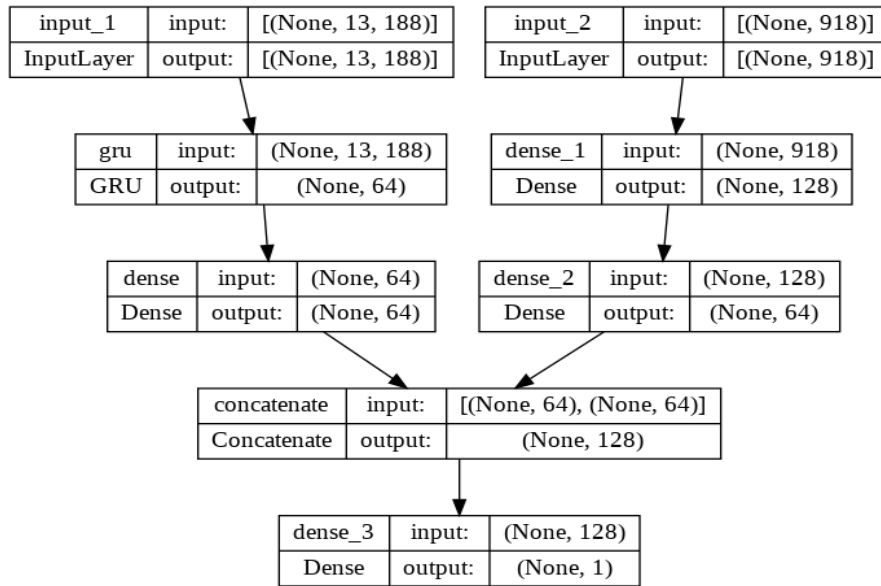 input_1 input: [(None, 13, 188)]
InputLayer output: [(None, 13, 188)]
input_2 input: [(None, 918)]
InputLayer output: [(None, 918)]
gru input: (None, 13, 188)
GRU output: (None, 64)
dense_1 input: (None, 918)
Dense output: (None, 128)
dense input: (None, 64)
Dense output: (None, 64)
dense_2 input: (None, 128)
Dense output: (None, 64)
concatenate input: [(None, 64), (None, 64)]
Concatenate output: (None, 128)
dense_3 input: (None, 128)
Dense output: (None, 1)